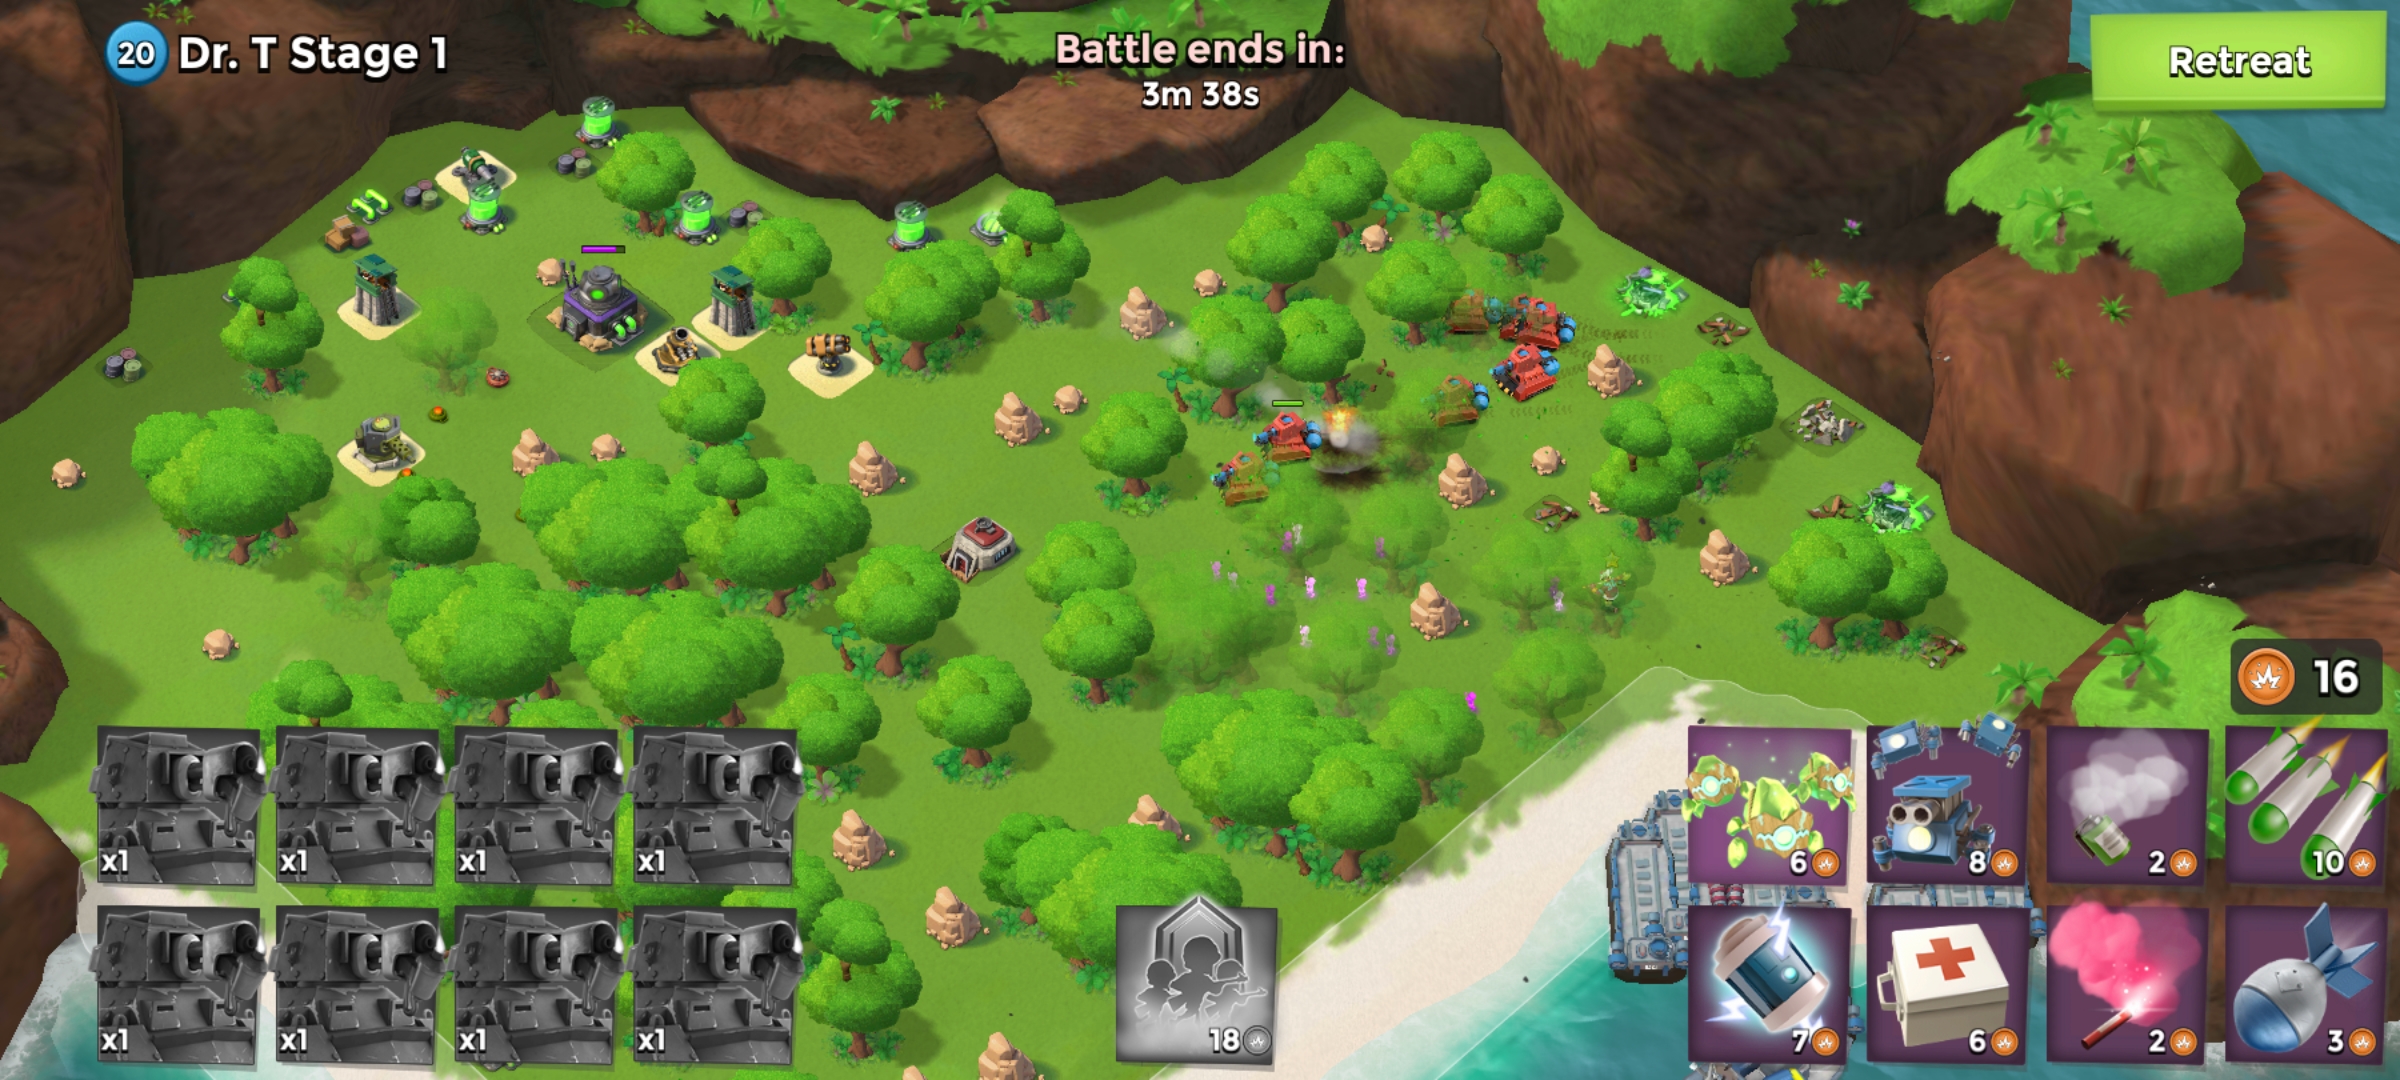 20 Dr. T Stage 1
Battle ends in:
3m 38s
Retreat
16
x1 x1 x1 x1
6 8 2 10
x1 x1 x1 x1
18
7 6 2 3